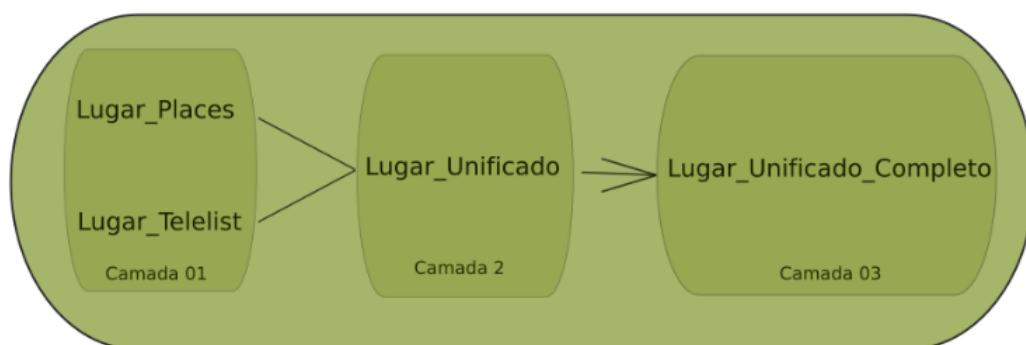 Lugar_Places
Lugar_Telelist
Camada 01
Lugar_Unificado
Camada 2
Lugar_Unificado_Completo
Camada 03